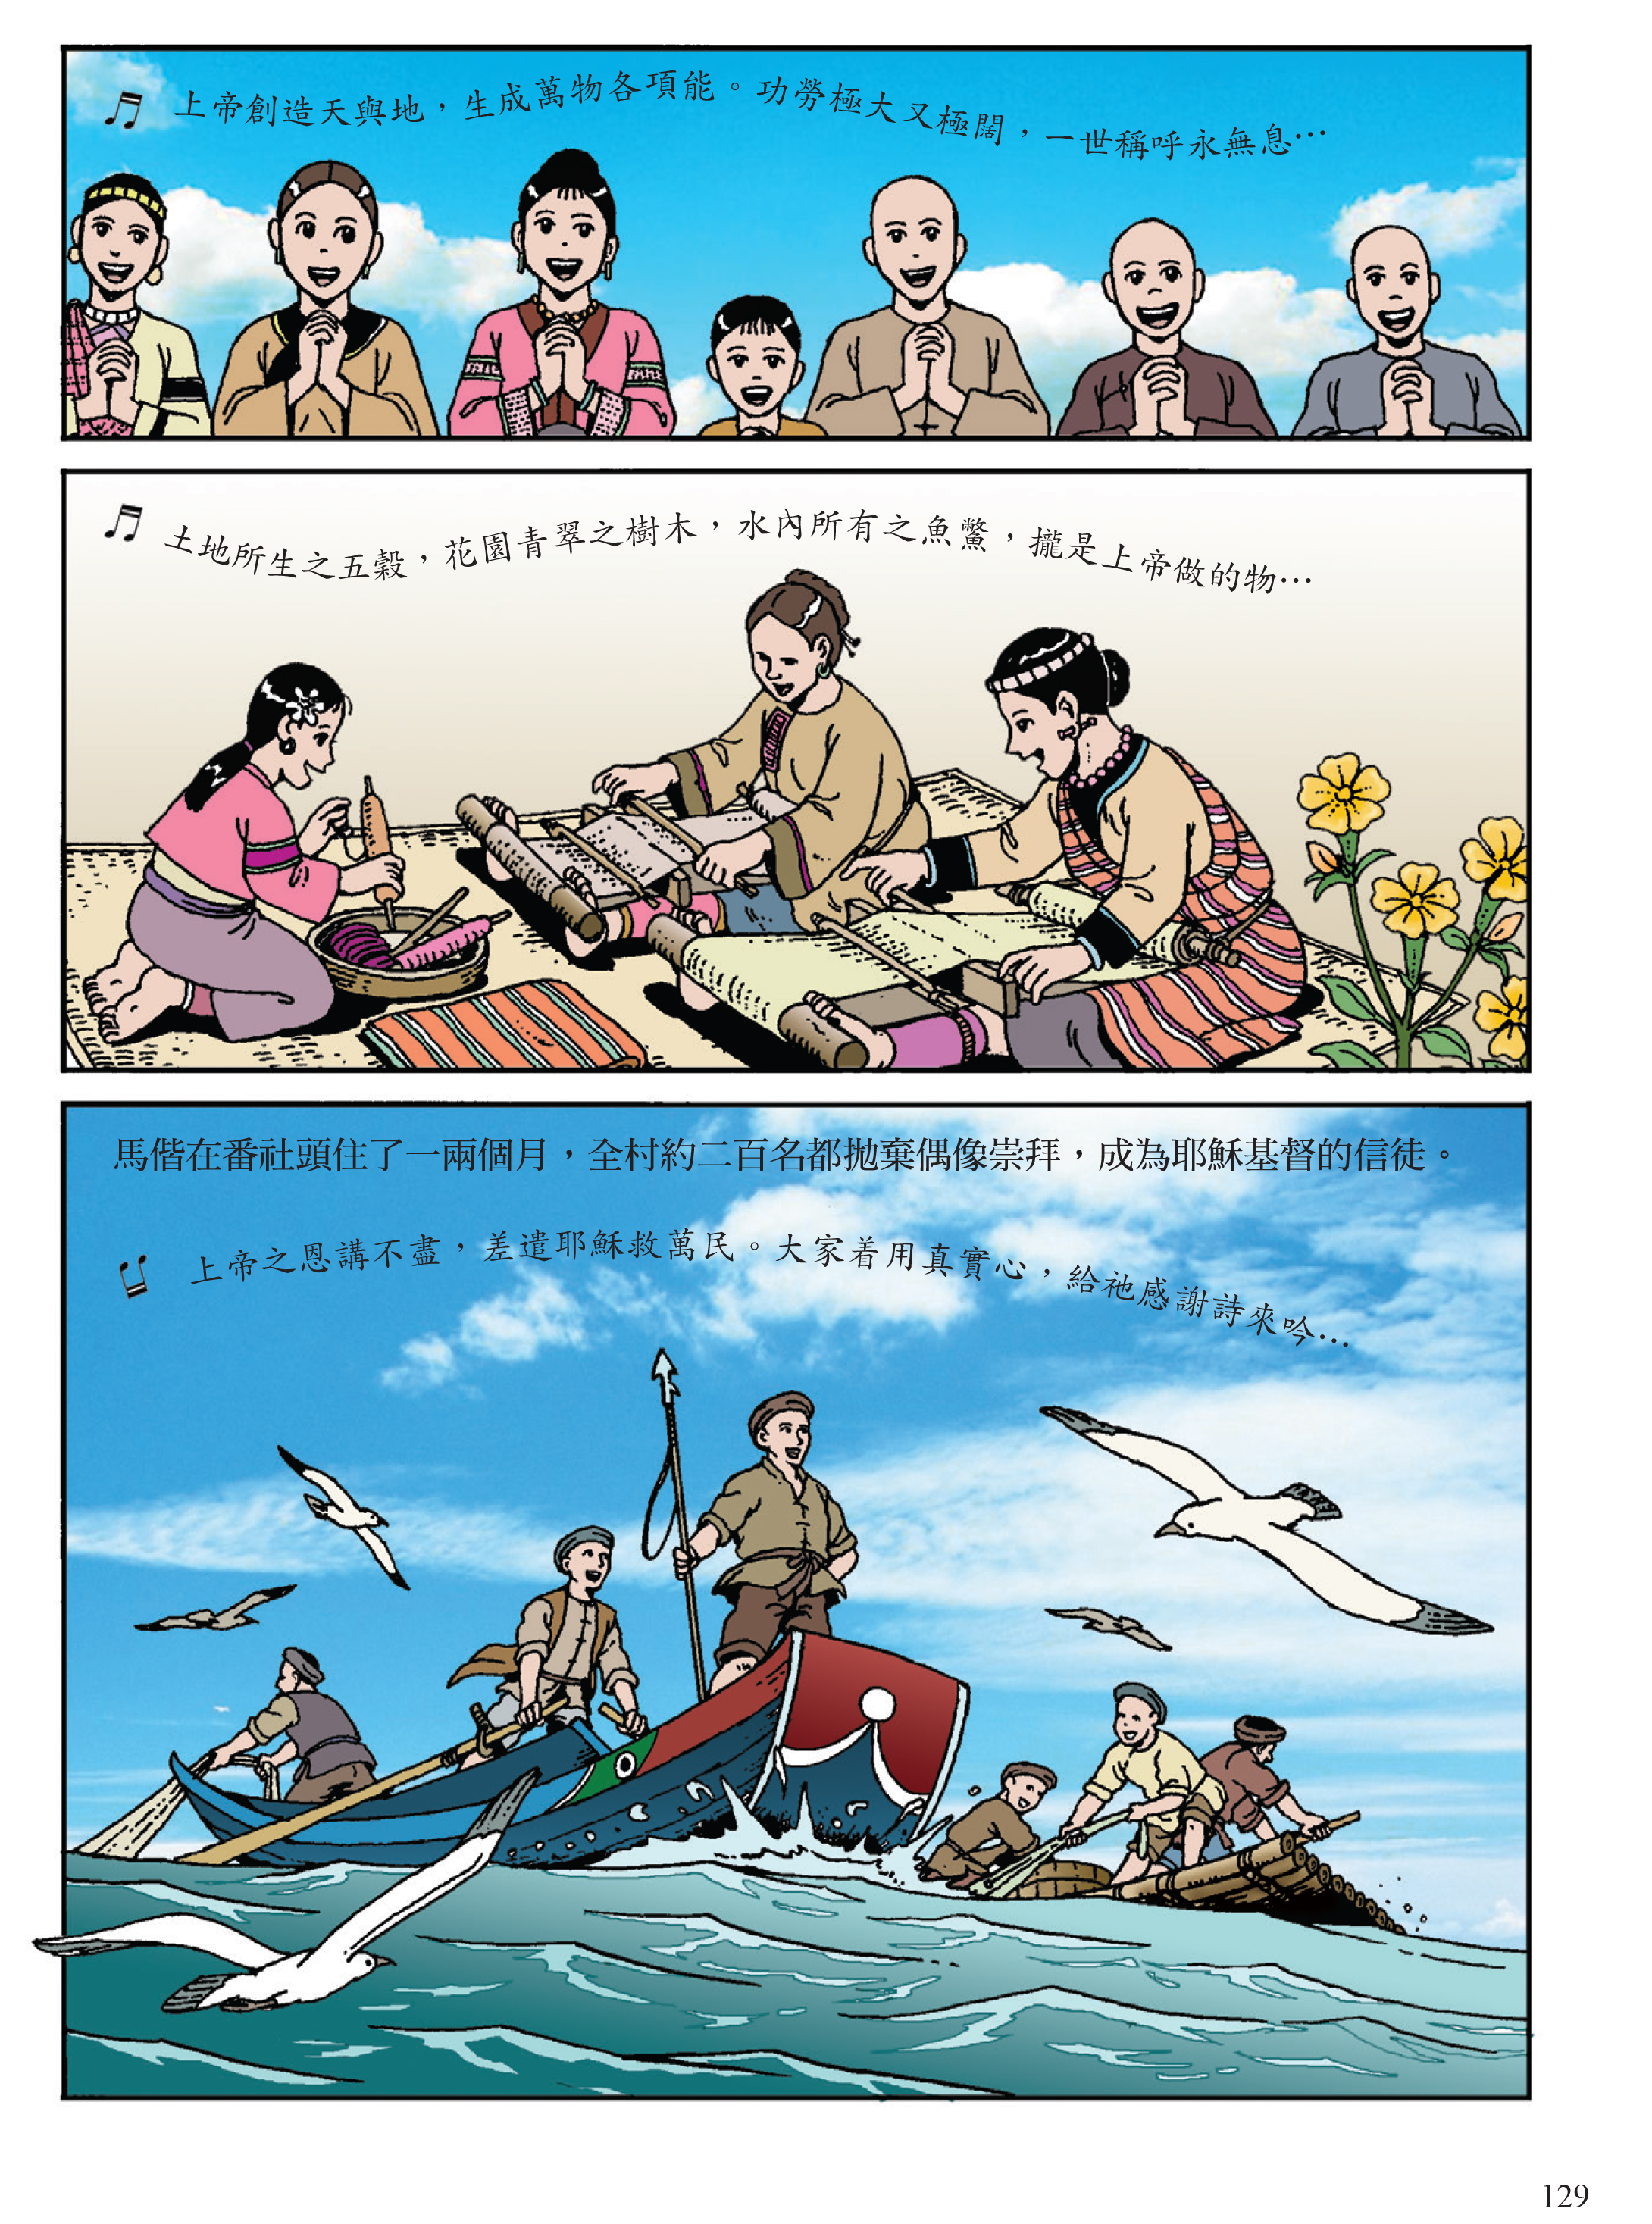 ♬ 上帝創造天與地，生成萬物各項能。功勞極大又極闊，一世稱呼永無息…
♬ 土地所生之五穀，花園青翠之樹木，水內所有之魚鱉，攏是上帝做的物…
馬偕在番社頭住了一兩個月，全村約二百名都拋棄偶像崇拜，成為耶穌基督的信徒。
♫ 上帝之恩講不盡，差遣耶穌救萬民。大家着用真實心，給祂感謝詩來吟…
129